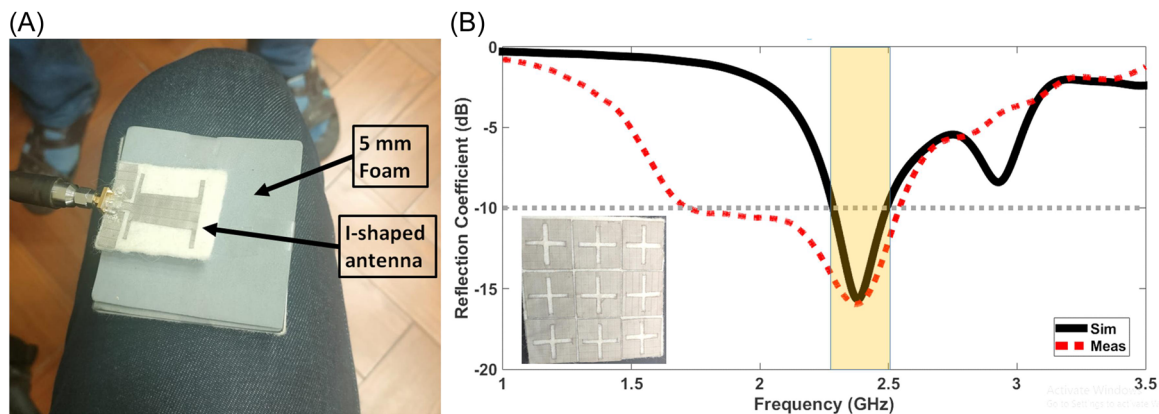 (A)
5 mm
Foam
I-shaped
antenna
(B)
Reflection Coefficient (dB)
0
-5
-10
-15
-20
1
1.5
2
2.5
3
3.5
Frequency (GHz)
Sim
Meas
Activate Windows